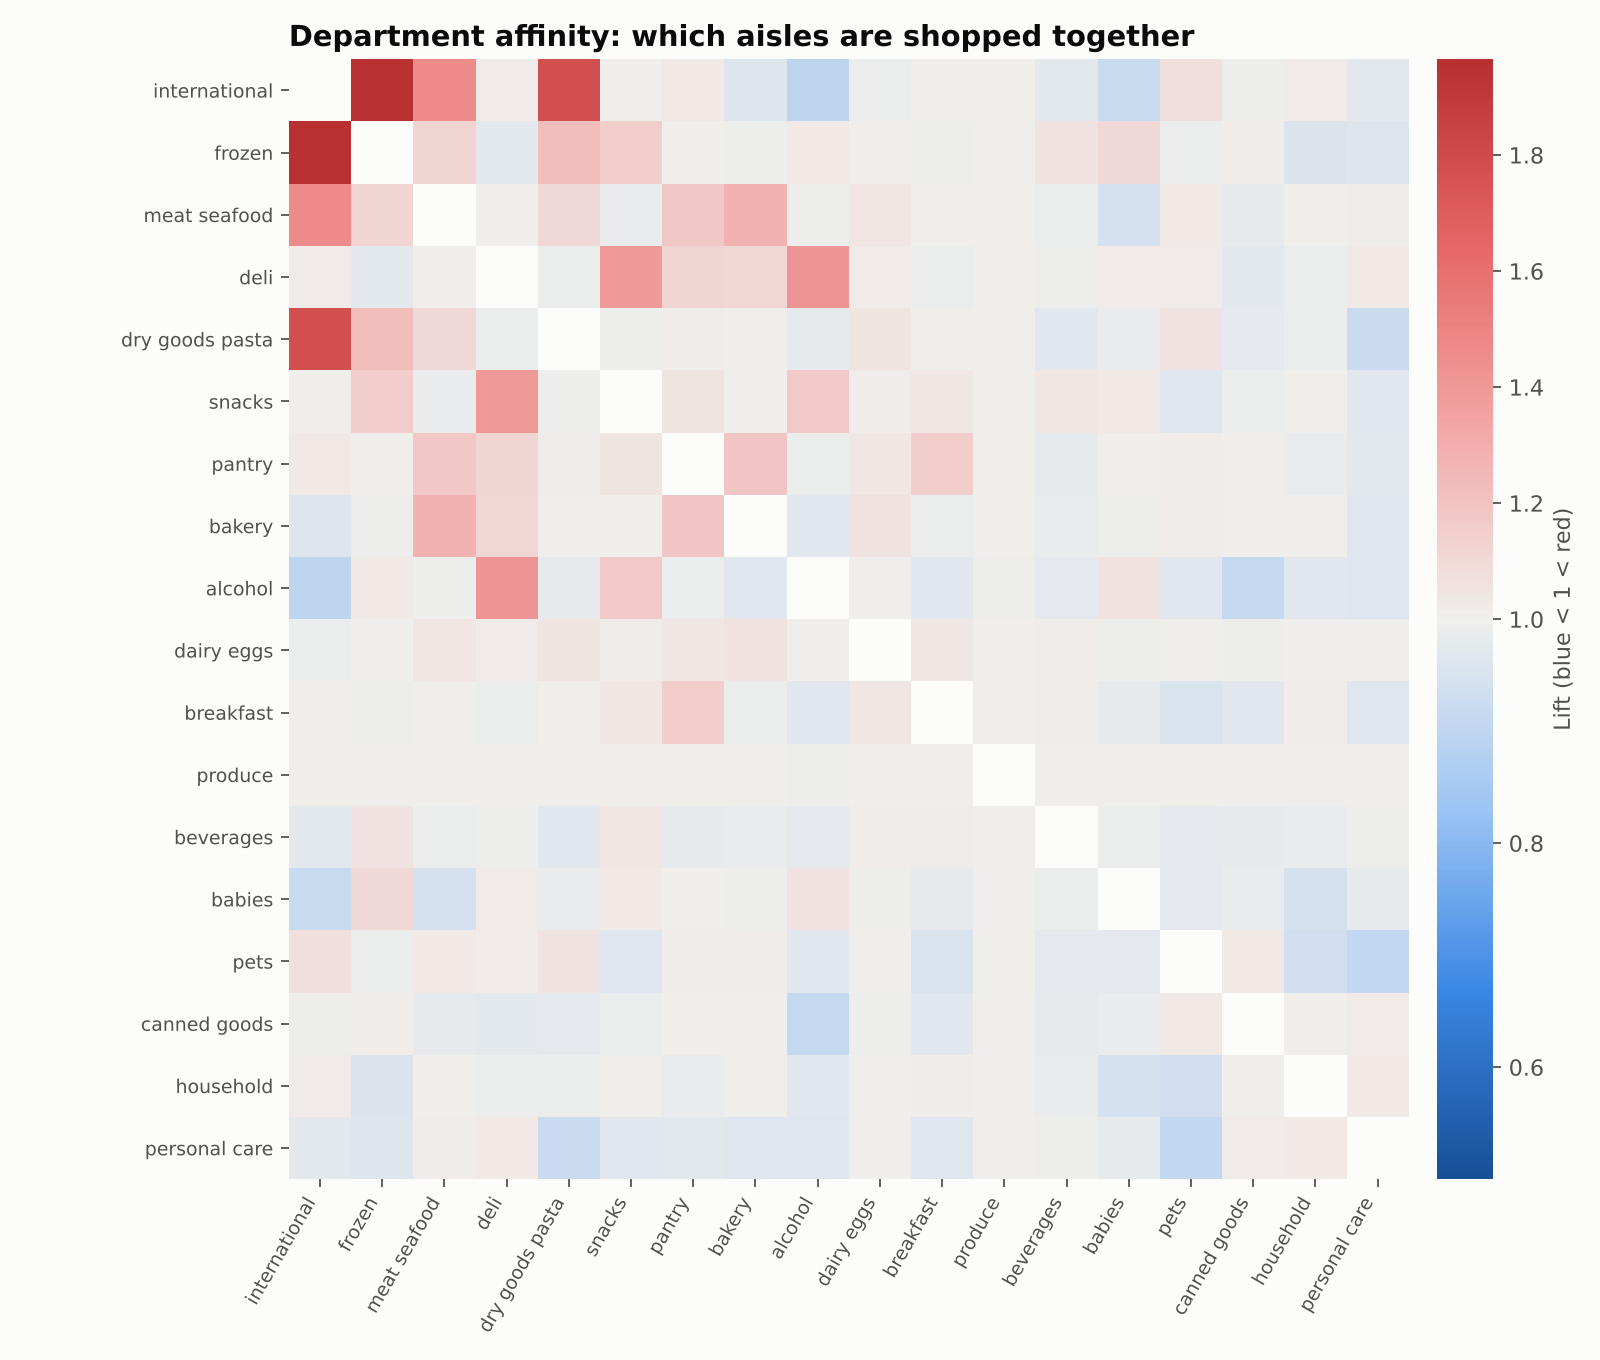 Department affinity: which aisles are shopped together
international
frozen
meat seafood
deli
dry goods pasta
snacks
pantry
bakery
alcohol
dairy eggs
breakfast
produce
beverages
babies
pets
canned goods
household
personal care
international
frozen
meat seafood
deli
dry goods pasta
snacks
pantry
bakery
alcohol
dairy eggs
breakfast
produce
beverages
babies
pets
canned goods
household
personal care
1.8
1.6
1.4
1.2
1.0
0.8
0.6
Lift (blue < 1 < red)